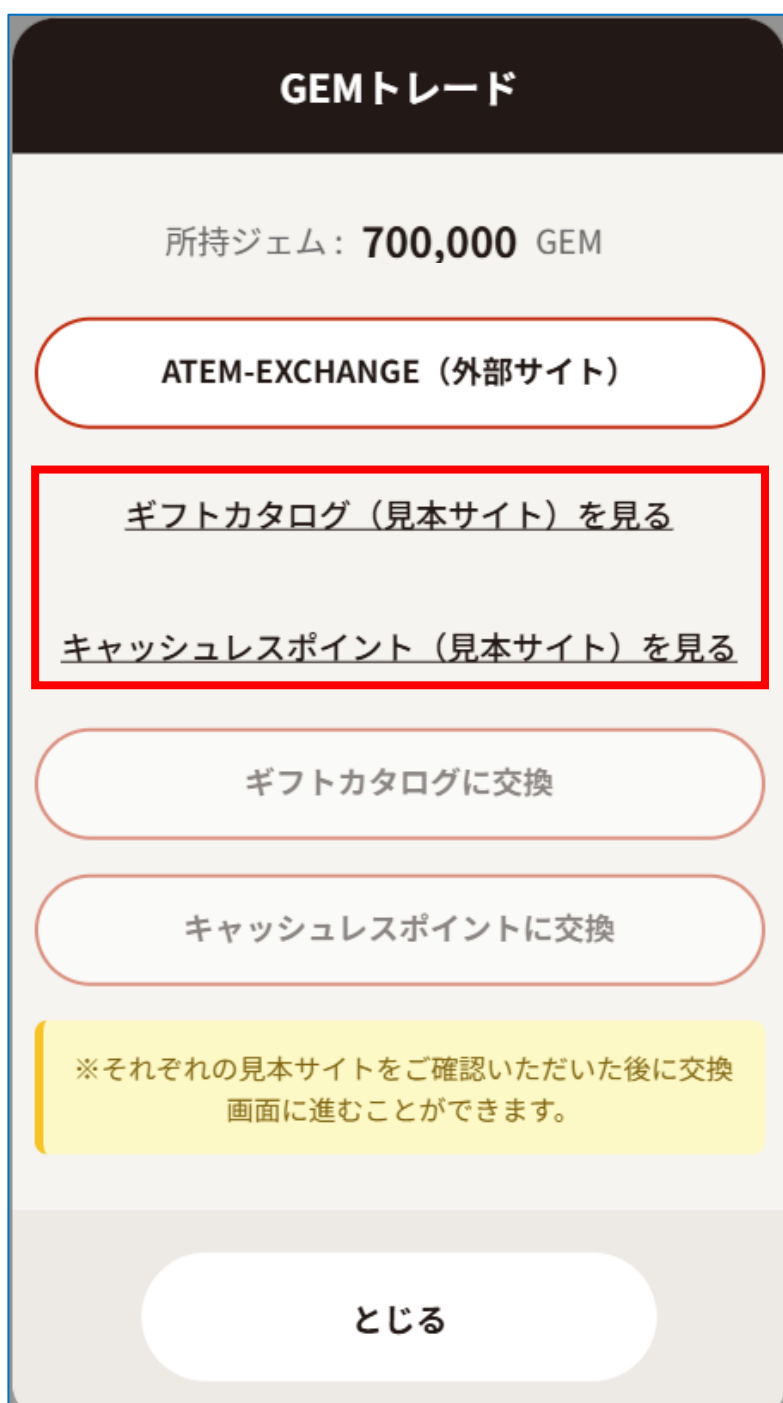 GEMトレード
所持ジェム： 700,000 GEM
ATEM-EXCHANGE（外部サイト）
ギフトカタログ（見本サイト）を見る
キャッシュレスポイント（見本サイト）を見る
ギフトカタログに交換
キャッシュレスポイントに交換
※それぞれの見本サイトをご確認いただいた後に交換
画面に進むことができます。
とじる